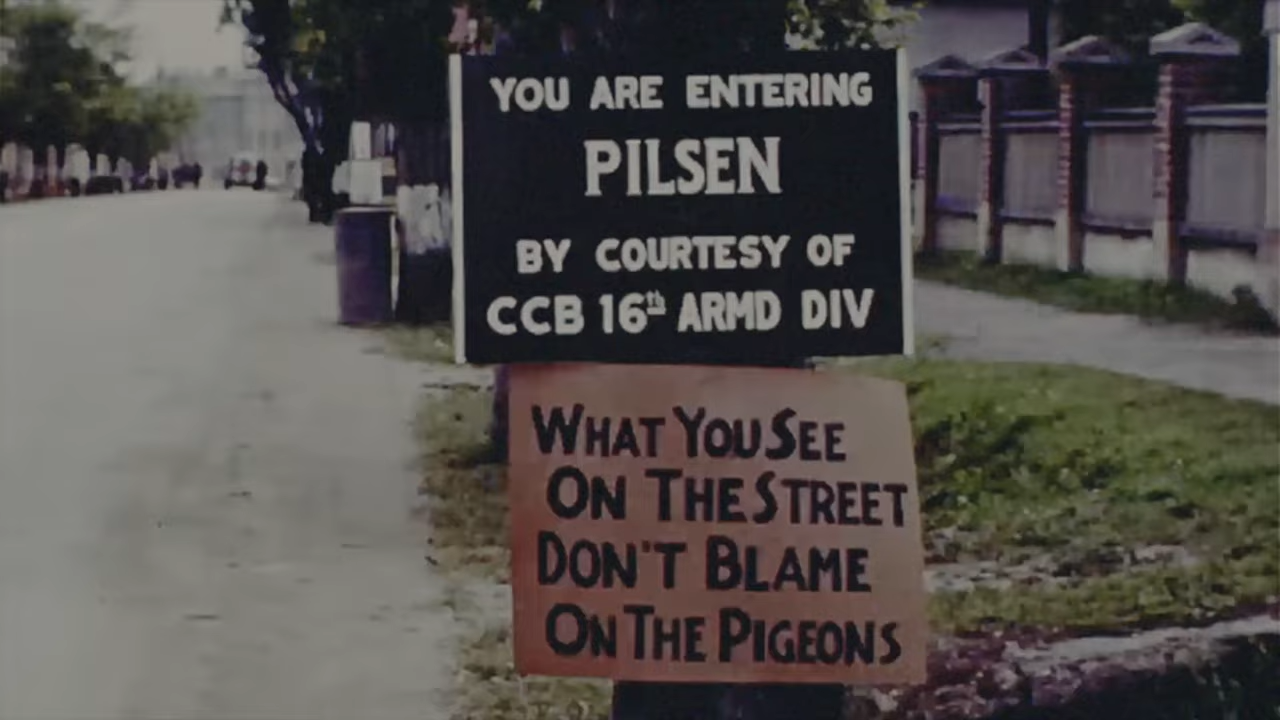 YOU ARE ENTERING
PILSEN
BY COURTESY OF
CCB 16th ARMD DIV
WHAT YOU SEE
ON THE STREET
DON'T BLAME
ON THE PIGEONS